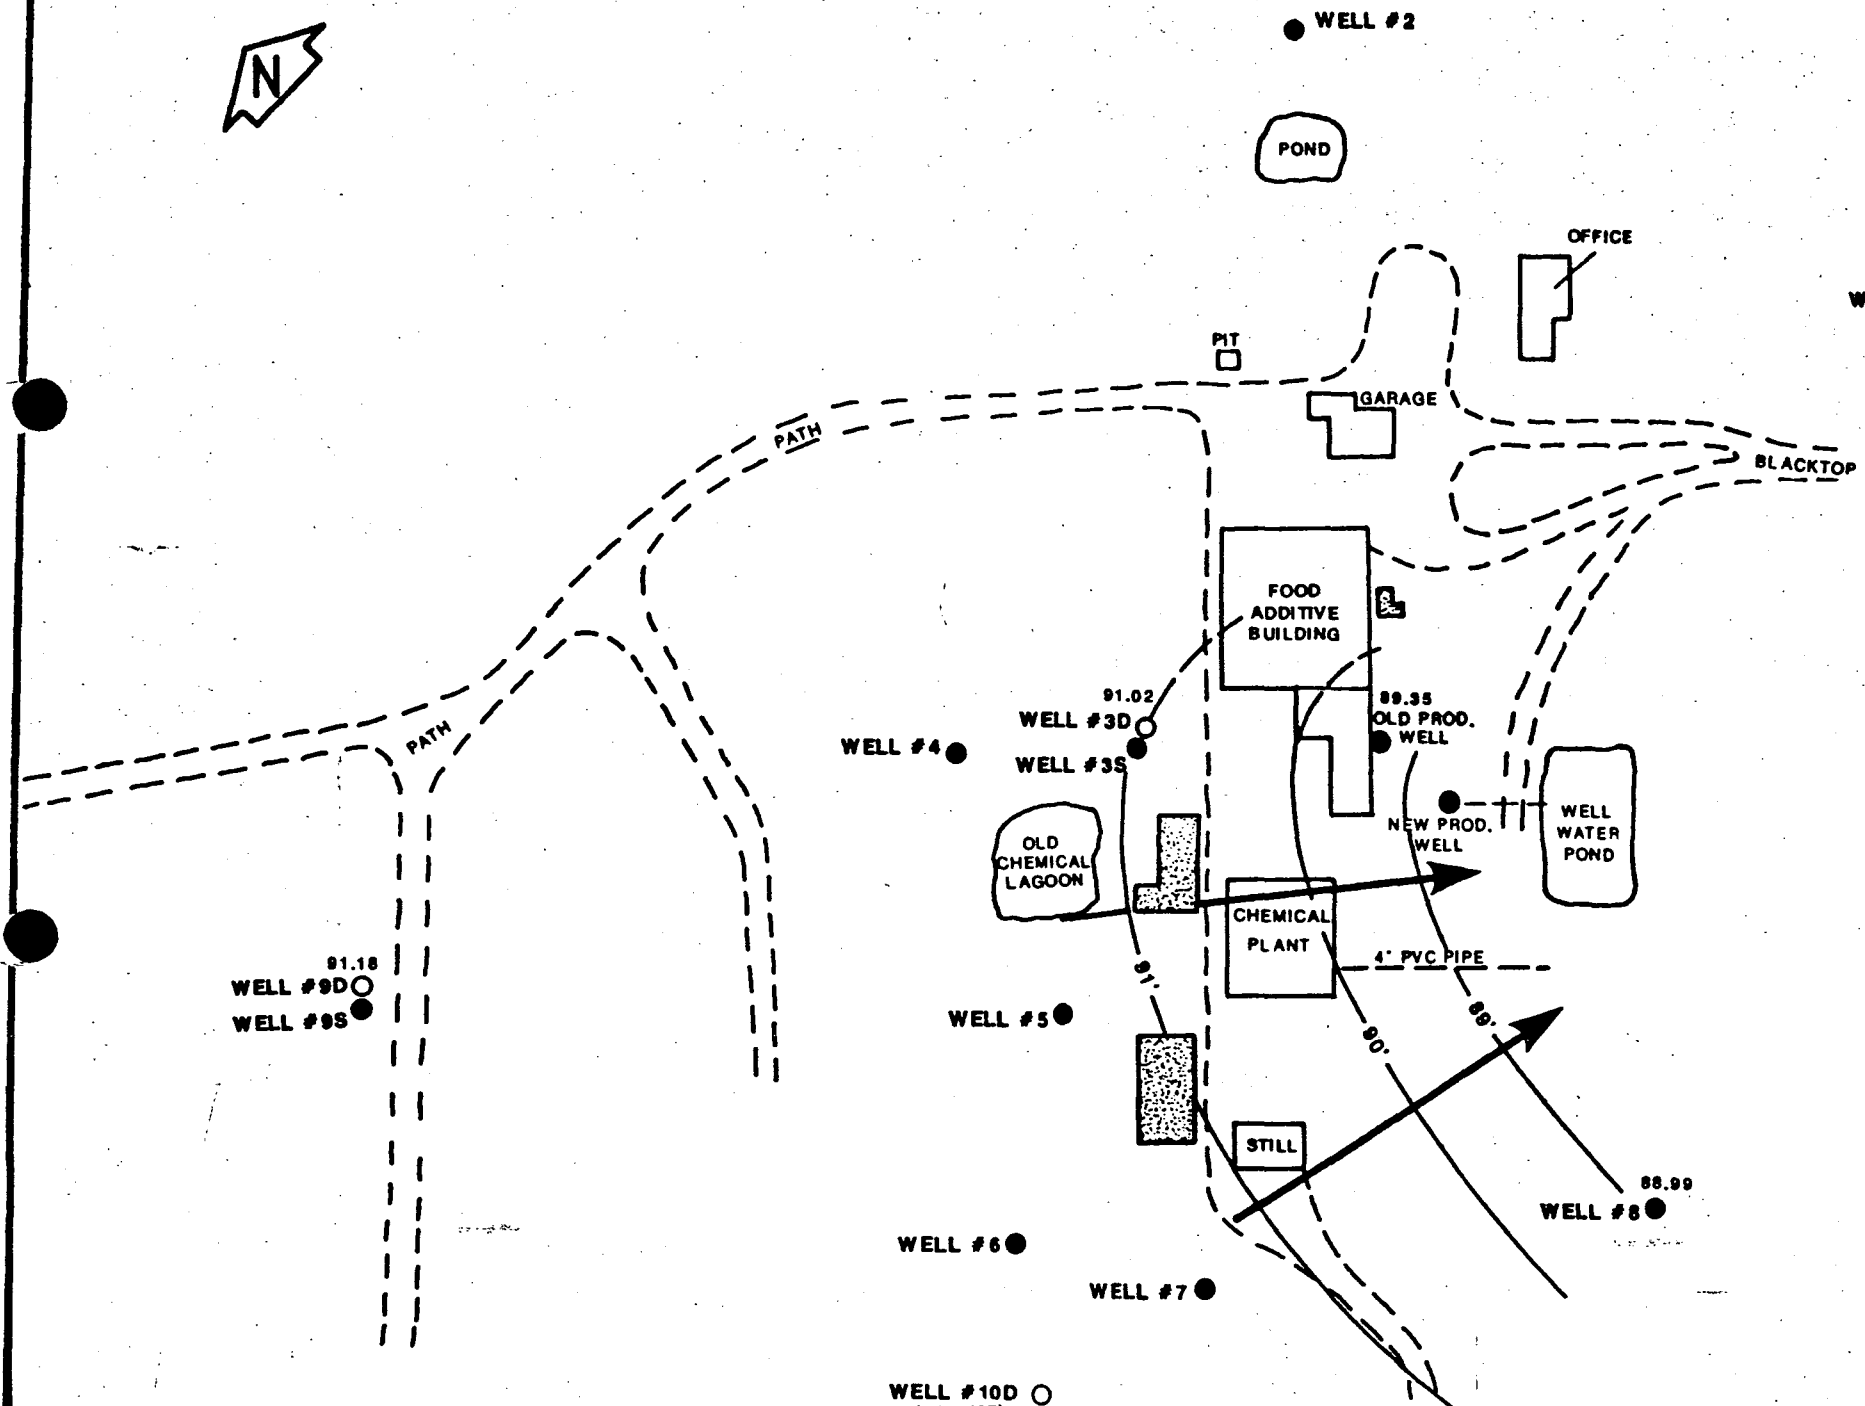 WELL #2
N
POND
OFFICE
W
PIT
GARAGE
PATH
BLACKTOP
FOOD
ADDITIVE
BUILDING
91.02
WELL #3D
WELL #3S
WELL #4
89.35
OLD PROD.
WELL
PATH
NEW PROD.
WELL
WELL
WATER
POND
OLD
CHEMICAL
LAGOON
CHEMICAL
PLANT
4" PVC PIPE
91'
90'
89'
91.18
WELL #9D
WELL #9S
WELL #5
STILL
88.99
WELL #8
WELL #6
WELL #7
WELL #10D